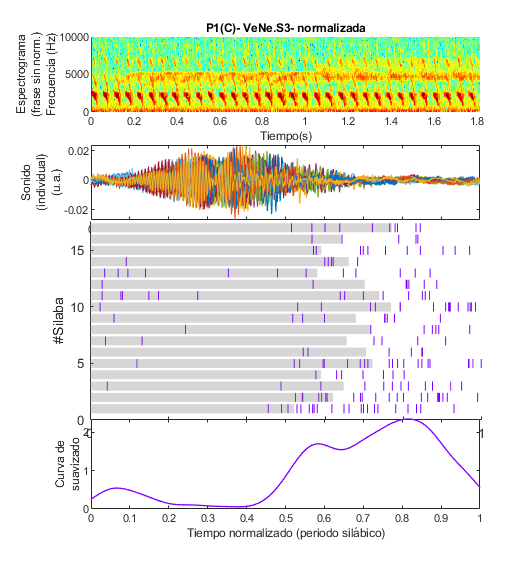 P1(C)- VeNe.S3- normalizada
Espectrograma
(frase sin norm.)
Frecuencia (Hz)
10000
5000
0
0 0.2 0.4 0.6 0.8 1 1.2 1.4 1.6 1.8
Tiempo(s)
Sonido
(individual)
(u.a.)
0.02
0
-0.02
#Sílaba
15
10
5
0
Curva de
suavizado
2
1
0
1
0 0.1 0.2 0.3 0.4 0.5 0.6 0.7 0.8 0.9 1
Tiempo normalizado (periodo silábico)